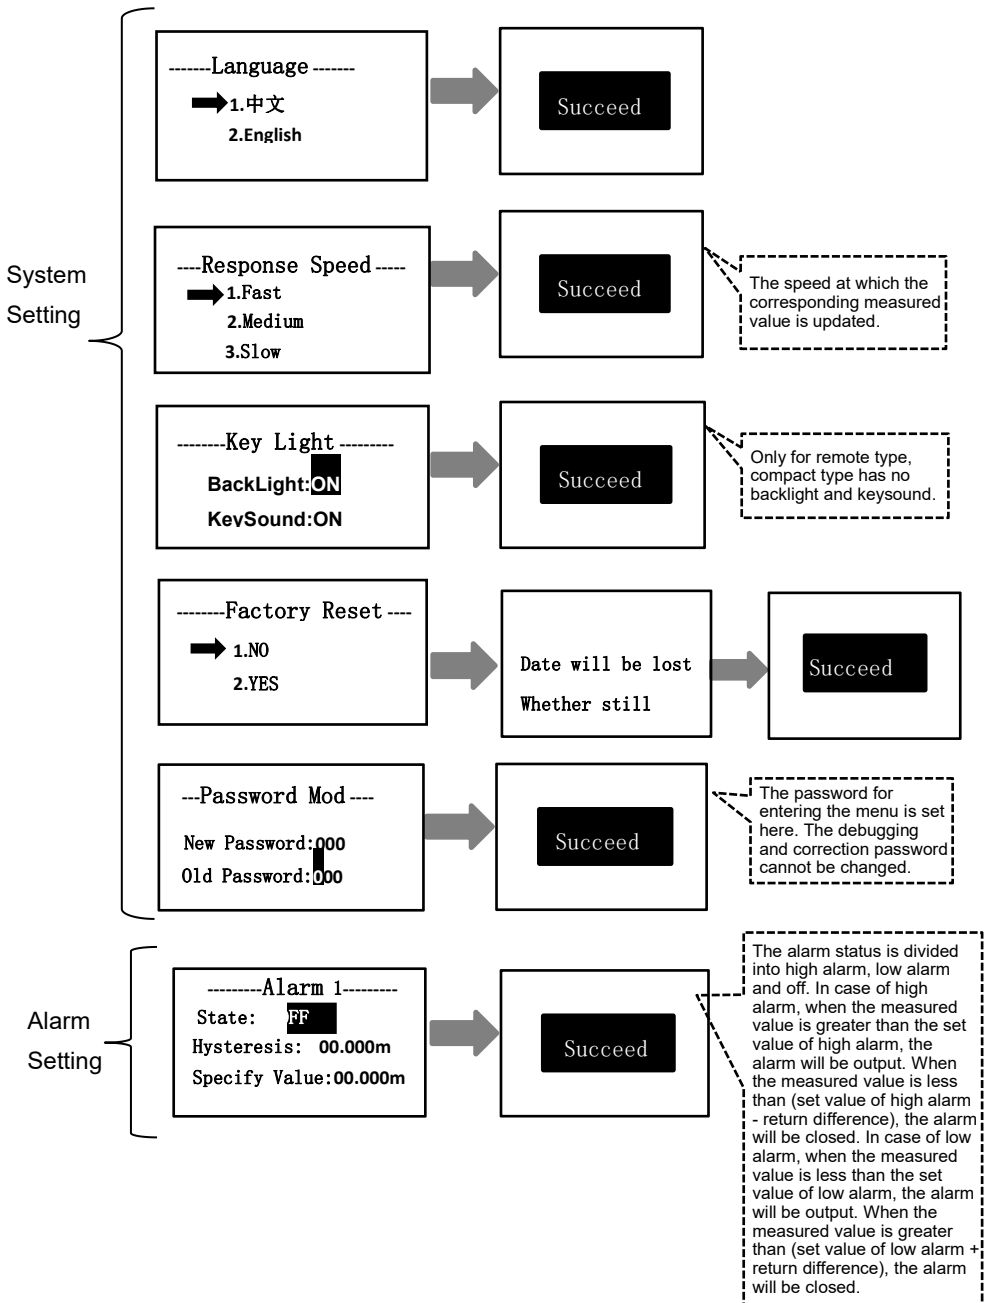 -------Language-------
1.中文
2.English
Succeed
System
Setting
----Response Speed-----
1.Fast
2.Medium
3.Slow
Succeed
The speed at which the
corresponding measured
value is updated.
--------Key Light---------
BackLight:ON
KeySound:ON
Succeed
Only for remote type,
compact type has no
backlight and keysound.
--------Factory Reset----
1.NO
2.YES
Date will be lost
Whether still
Succeed
---Password Mod----
New Password:000
Old Password:000
Succeed
The password for
entering the menu is set
here. The debugging
and correction password
cannot be changed.
Alarm
Setting
---------Alarm 1---------
State: FF
Hysteresis: 00.000m
Specify Value:00.000m
Succeed
The alarm status is divided
into high alarm, low alarm
and off. In case of high
alarm, when the measured
value is greater than the set
value of high alarm, the
alarm will be output. When
the measured value is less
than (set value of high alarm
- return difference), the alarm
will be closed. In case of low
alarm, when the measured
value is less than the set
value of low alarm, the alarm
will be output. When the
measured value is greater
than (set value of low alarm +
return difference), the alarm
will be closed.